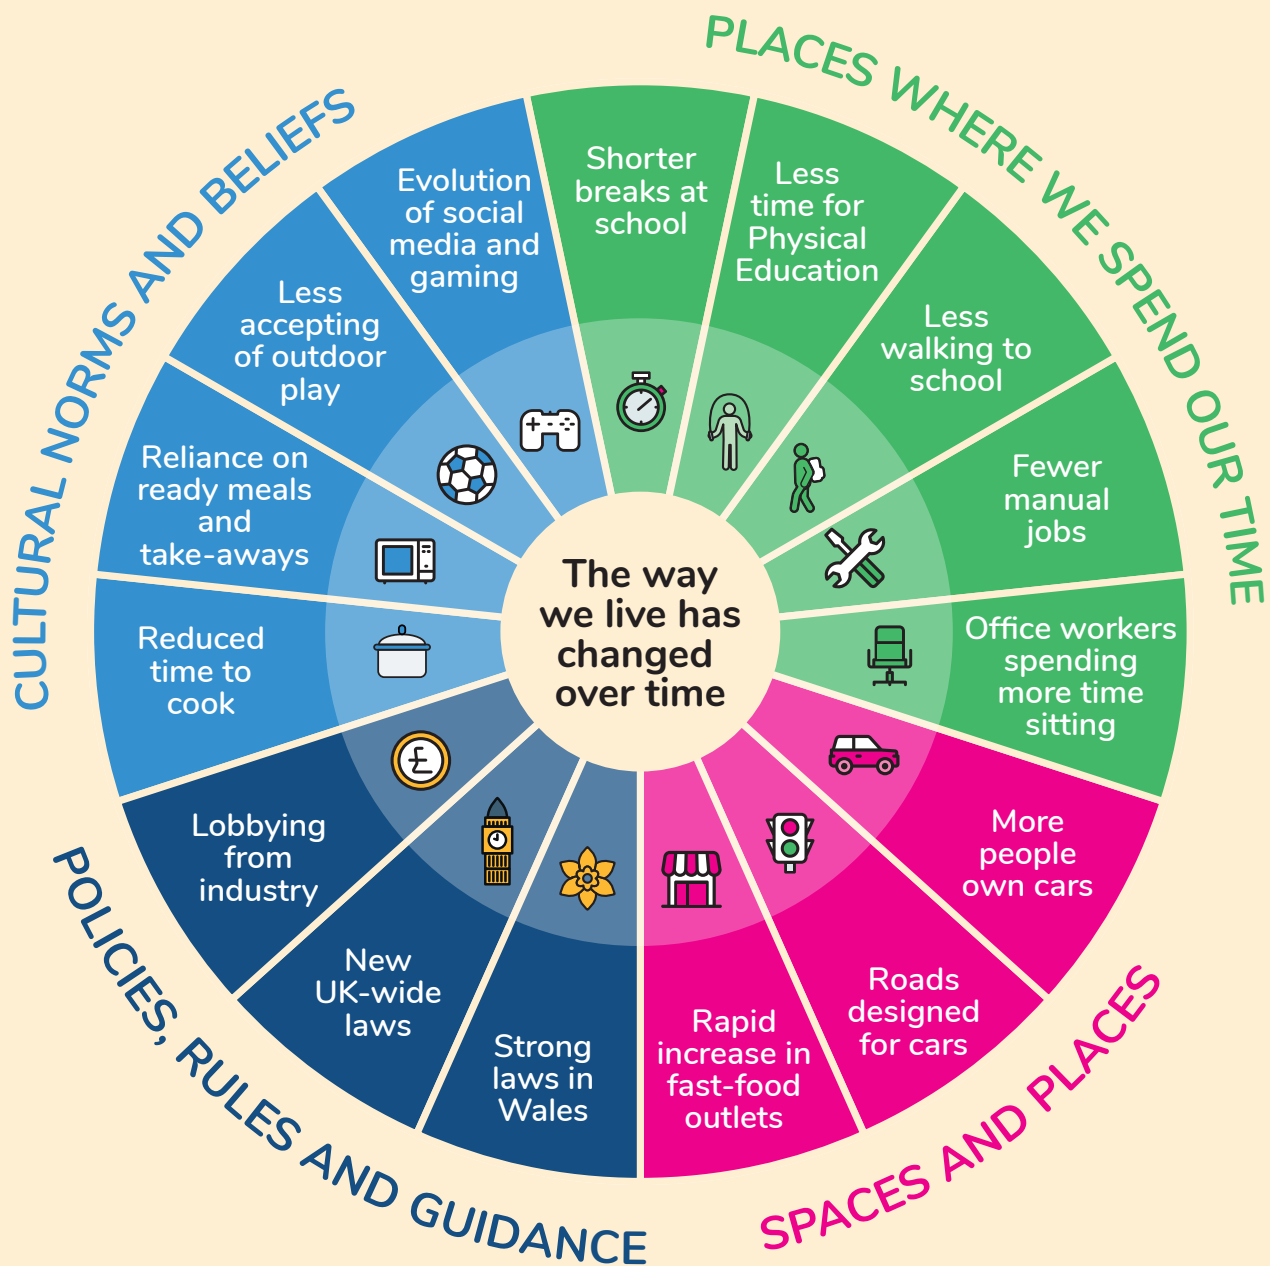 PLACES WHERE WE SPEND OUR TIME
Shorter
breaks at
school
Less
time for
Physical
Education
Less
walking to
school
Fewer
manual
jobs
Office workers
spending
more time
sitting
SPACES AND PLACES
More
people
own cars
Roads
designed
for cars
Rapid
increase in
fast-food
outlets
POLICIES, RULES AND GUIDANCE
Strong
laws in
Wales
New
UK-wide
laws
Lobbying
from
industry
CULTURAL NORMS AND BELIEFS
Reduced
time to
cook
Reliance on
ready meals
and
take-aways
Less
accepting
of outdoor
play
Evolution
of social
media and
gaming
The way
we live has
changed
over time
£